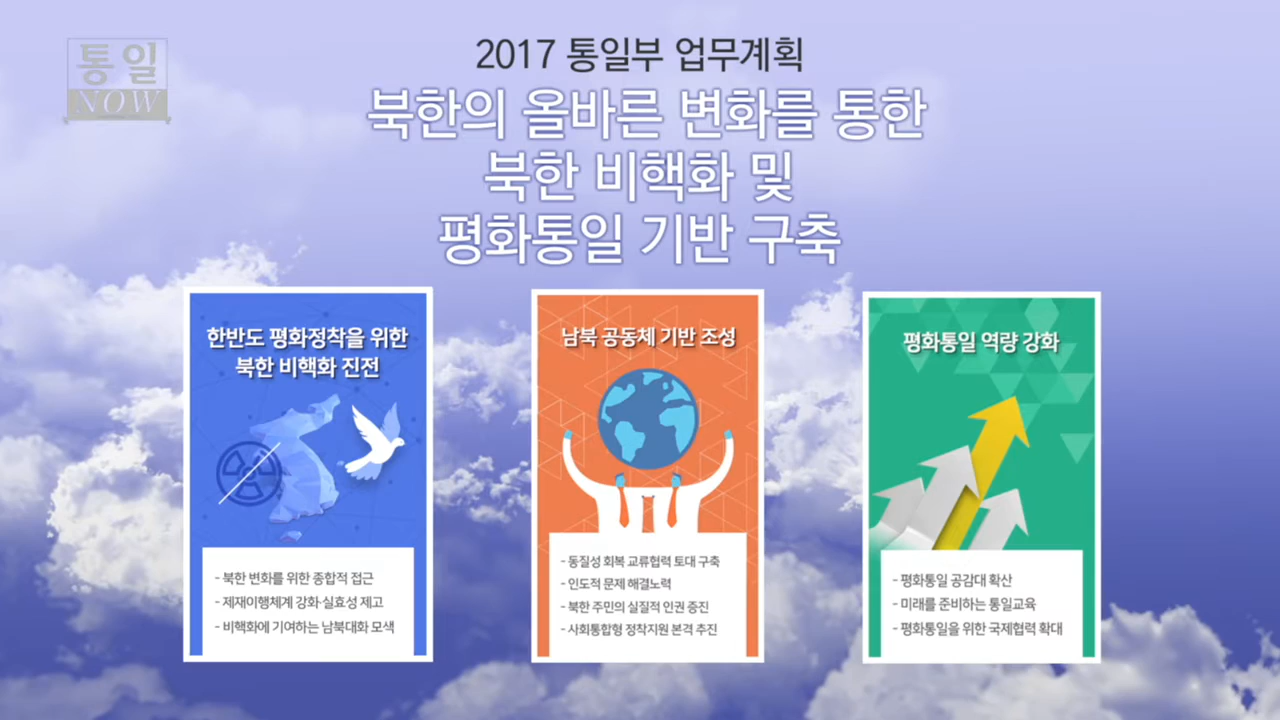 통일
NOW
2017 통일부 업무계획
북한의 올바른 변화를 통한
북한 비핵화 및
평화통일 기반 구축
한반도 평화정착을 위한
북한 비핵화 진전
- 북한 변화를 위한 종합적 접근
- 제재이행체계 강화·실효성 제고
- 비핵화에 기여하는 남북대화 모색
남북 공동체 기반 조성
- 동질성 회복 교류협력 토대 구축
- 인도적 문제 해결노력
- 북한 주민의 실질적 인권 증진
- 사회통합형 정착지원 본격 추진
평화통일 역량 강화
- 평화통일 공감대 확산
- 미래를 준비하는 통일교육
- 평화통일을 위한 국제협력 확대